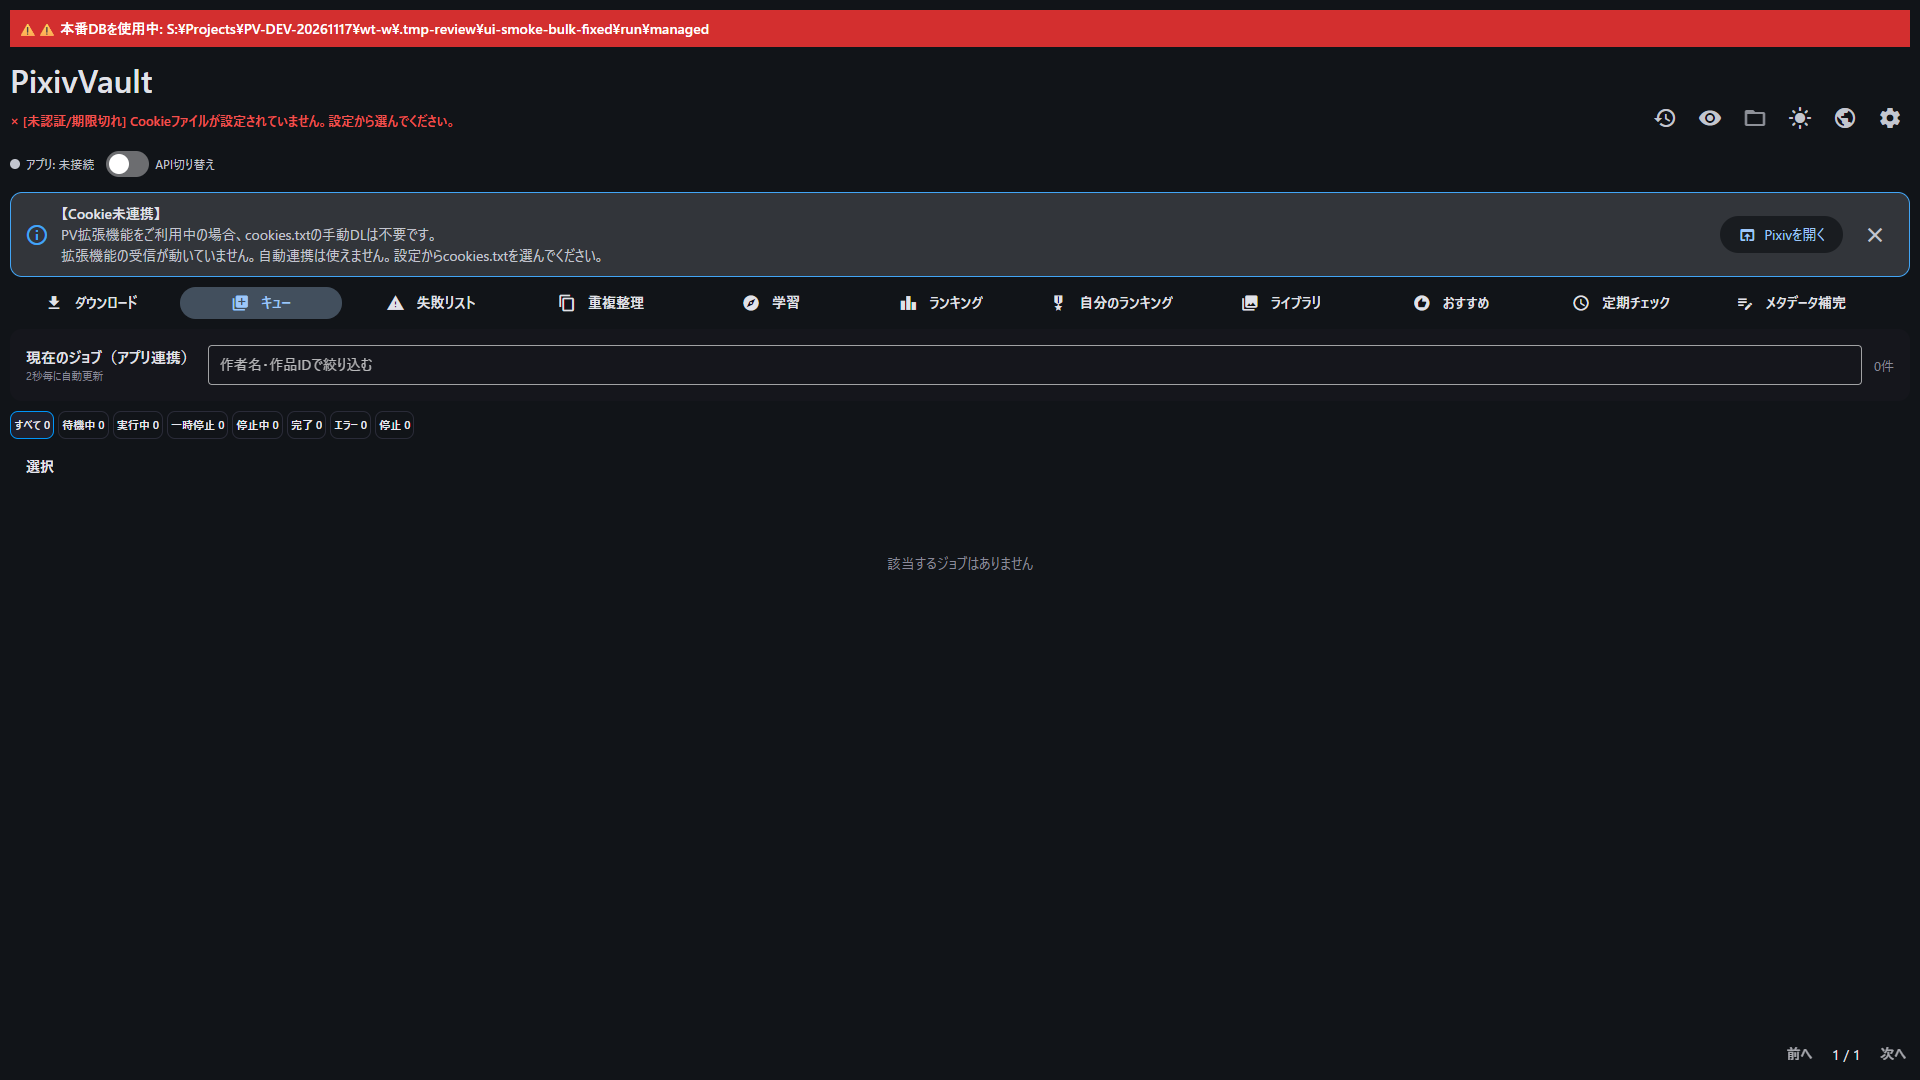 本番DBを使用中: S:¥Projects¥PV-DEV-20261117¥wt-w¥.tmp-review¥ui-smoke-bulk-fixed¥run¥managed
PixivVault
× [未認証/期限切れ] Cookieファイルが設定されていません。設定から選んでください。
アプリ: 未接続 API切り替え
【Cookie未連携】
PV拡張機能をご利用中の場合、cookies.txtの手動DLは不要です。
拡張機能の受信が動いていません。自動連携は使えません。設定からcookies.txtを選んでください。
Pixivを開く
ダウンロード キュー 失敗リスト 重複整理 学習 ランキング 自分のランキング ライブラリ おすすめ 定期チェック メタデータ補完
現在のジョブ（アプリ連携）
2秒毎に自動更新
作者名・作品IDで絞り込む
0件
すべて 0 待機中 0 実行中 0 一時停止 0 停止中 0 完了 0 エラー 0 停止 0
選択
該当するジョブはありません
前へ 1 / 1 次へ